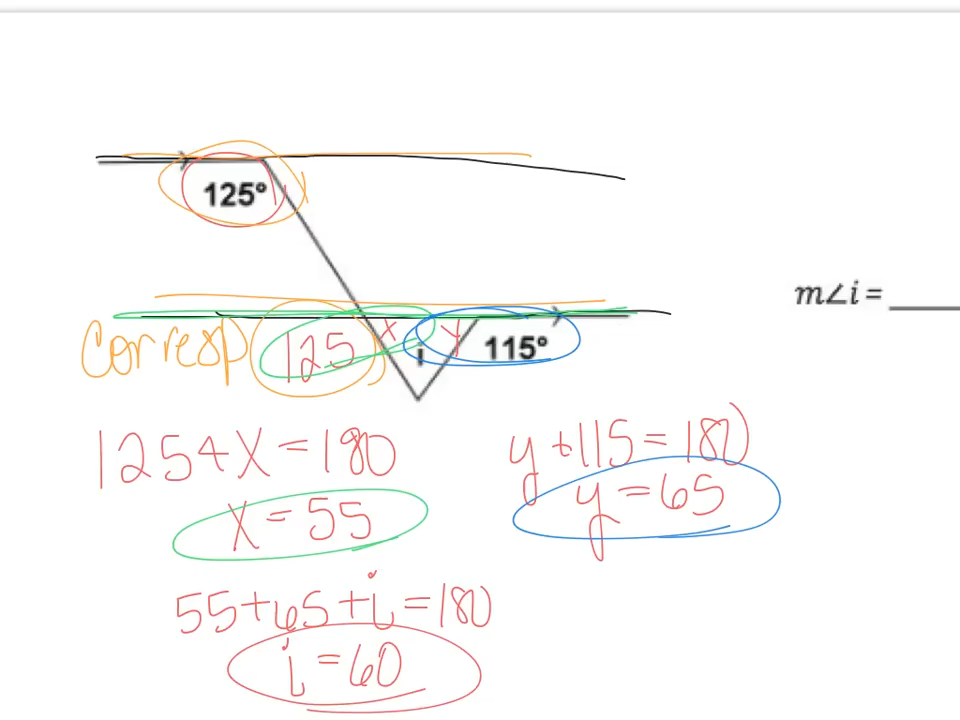 125°
m∠i = ____
corresp 125 x y i 115°
125+x=180
y+115=180
x=55
y=65
55+65+i=180
i=60